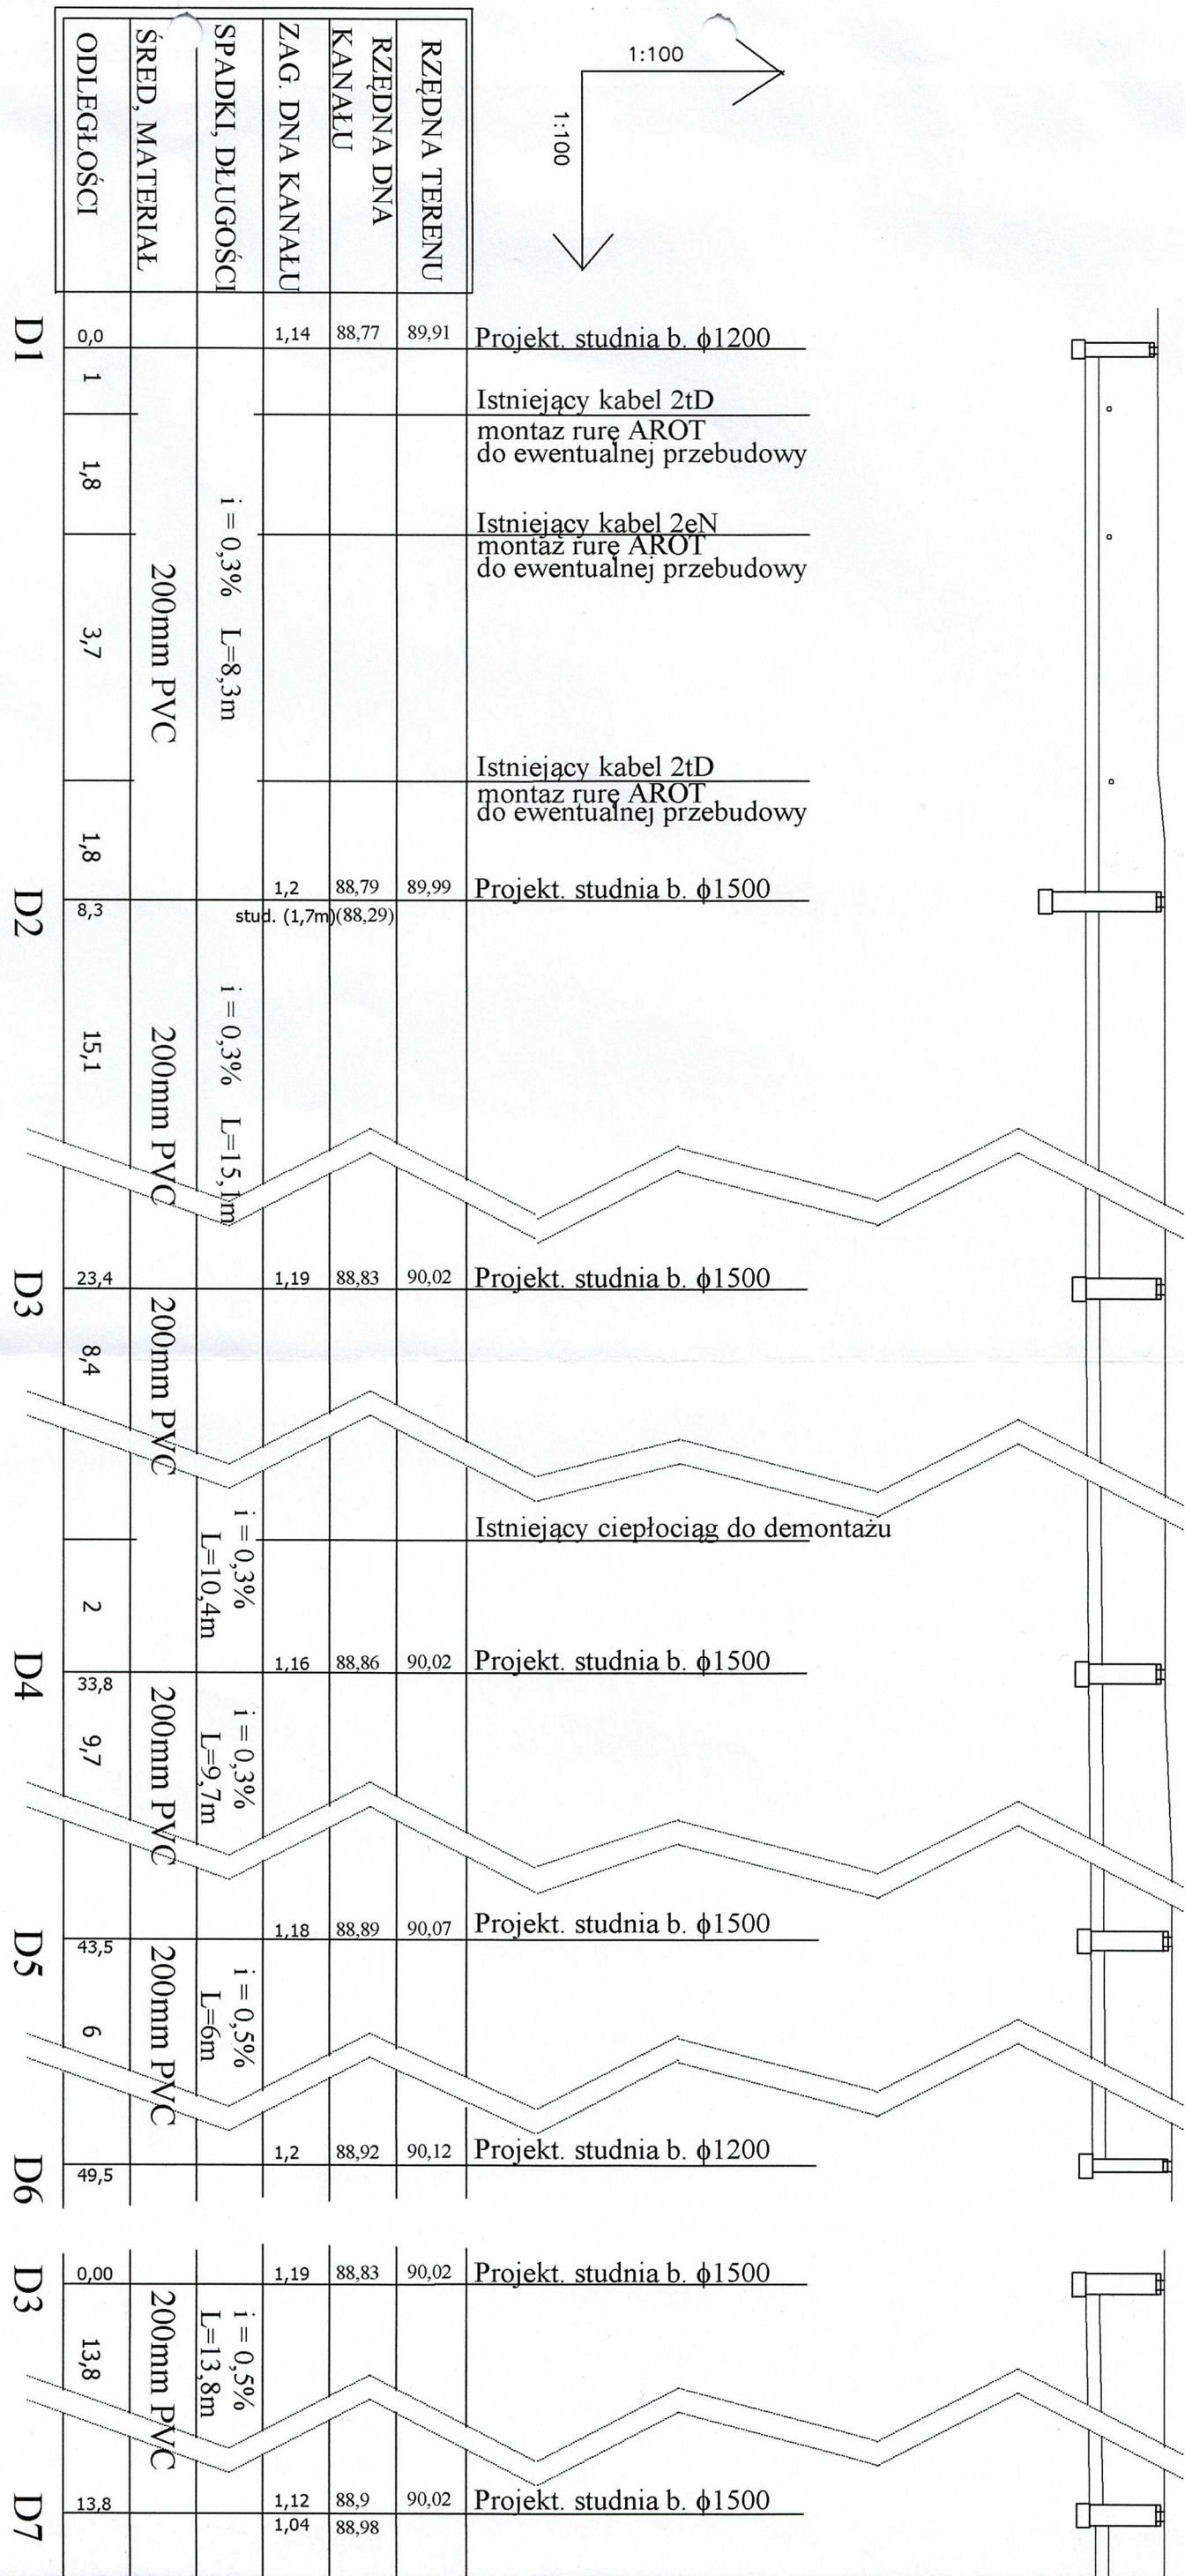 1:100
1:100
RZĘDNA TERENU
RZĘDNA DNA
KANAŁU
ZAG. DNA KANAŁU
SPADKI, DŁUGOŚCI
ŚRED, MATERIAŁ
ODLEGŁOŚCI
D1
0,0
1,14
88,77
89,91
Projekt. studnia b. ϕ1200
1
Istniejący kabel 2tD
montaz rurę AROT
do ewentualnej przebudowy
1,8
Istniejący kabel 2eN
montaz rurę AROT
do ewentualnej przebudowy
i = 0,3% L=8,3m
200mm PVC
3,7
Istniejący kabel 2tD
montaz rurę AROT
do ewentualnej przebudowy
1,8
D2
8,3
1,2
88,79
89,99
Projekt. studnia b. ϕ1500
stud. (1,7m)(88,29)
i = 0,3% L=15,1m
200mm PVC
15,1
D3
23,4
1,19
88,83
90,02
Projekt. studnia b. ϕ1500
200mm PVC
8,4
Istniejący ciepłociąg do demontażu
i = 0,3%
L=10,4m
2
D4
33,8
1,16
88,86
90,02
Projekt. studnia b. ϕ1500
i = 0,3%
L=9,7m
200mm PVC
9,7
D5
43,5
1,18
88,89
90,07
Projekt. studnia b. ϕ1500
i = 0,5%
L=6m
200mm PVC
6
D6
49,5
1,2
88,92
90,12
Projekt. studnia b. ϕ1200
D3
0,00
1,19
88,83
90,02
Projekt. studnia b. ϕ1500
i = 0,5%
L=13,8m
200mm PVC
13,8
D7
13,8
1,12
88,9
90,02
Projekt. studnia b. ϕ1500
1,04
88,98